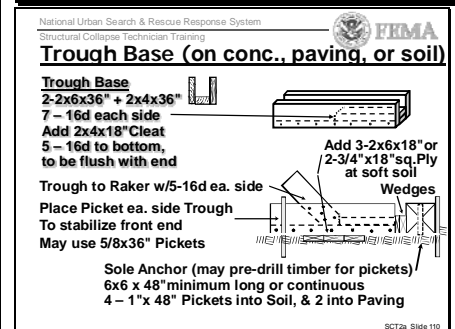 National Urban Search & Rescue Response System
Structural Collapse Technician Training
FEMA
Trough Base (on conc., paving, or soil)
Trough Base
2-2x6x36" + 2x4x36"
7 – 16d each side
Add 2x4x18"Cleat
5 – 16d to bottom,
to be flush with end
Add 3-2x6x18"or
2-3/4"x18"sq.Ply
at soft soil
Wedges
Trough to Raker w/5-16d ea. side
Place Picket ea. side Trough
To stabilize front end
May use 5/8x36" Pickets
Sole Anchor (may pre-drill timber for pickets)
6x6 x 48"minimum long or continuous
4 – 1"x 48" Pickets into Soil, & 2 into Paving
SCT2a Slide 110